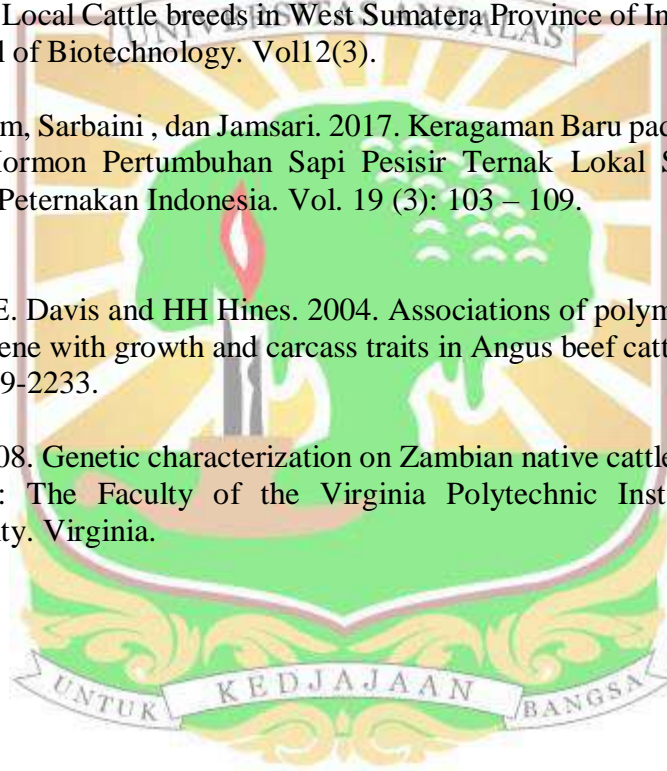 Local Cattle breeds in West Sumatera Province of In
UNIVERSITAS ANDALAS
l of Biotechnology. Vol12(3).
m, Sarbaini , dan Jamsari. 2017. Keragaman Baru pad
Hormon Pertumbuhan Sapi Pesisir Ternak Lokal S
Peternakan Indonesia. Vol. 19 (3): 103 – 109.
E. Davis and HH Hines. 2004. Associations of polym
ene with growth and carcass traits in Angus beef catt
9-2233.
08. Genetic characterization on Zambian native cattle
: The Faculty of the Virginia Polytechnic Inst
ty. Virginia.
UNTUK KEDJAJAAN BANGSA